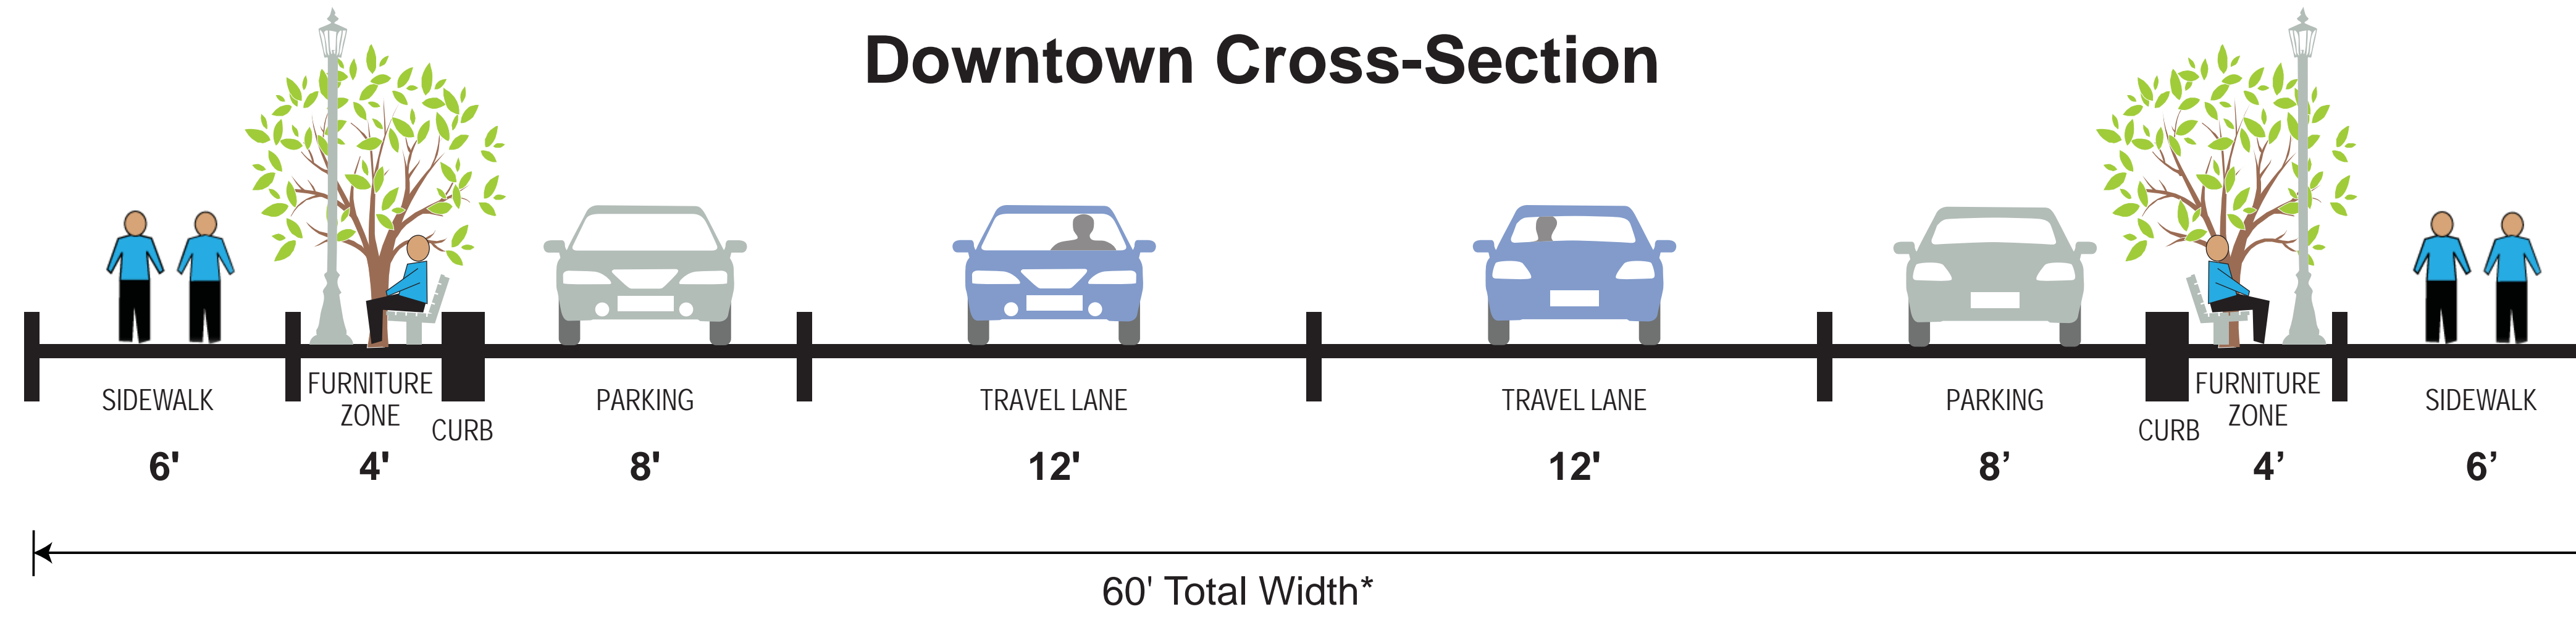 Downtown Cross-Section
SIDEWALK
FURNITURE
ZONE
CURB
PARKING
TRAVEL LANE
TRAVEL LANE
PARKING
CURB
FURNITURE
ZONE
SIDEWALK
6' 4' 8' 12' 12' 8’ 4’ 6’
60' Total Width*